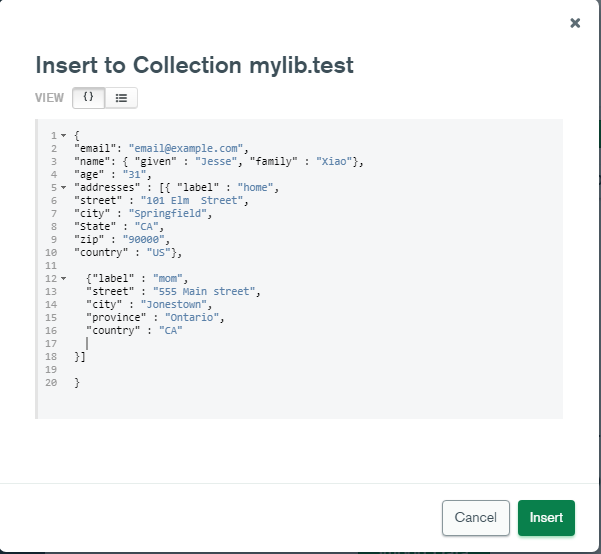 ×
Insert to Collection mylib.test
VIEW {}
1 {
2 "email": "email@example.com",
3 "name": { "given" : "Jesse", "family" : "Xiao"},
4 "age" : "31",
5 "addresses" : [{ "label" : "home",
6 "street" : "101 Elm  Street",
7 "city" : "Springfield",
8 "State" : "CA",
9 "zip" : "90000",
10 "country" : "US"},
11
12 {"label" : "mom",
13 "street" : "555 Main street",
14 "city" : "Jonestown",
15 "province" : "Ontario",
16 "country" : "CA"
17
18 }]
19
20 }
Cancel Insert